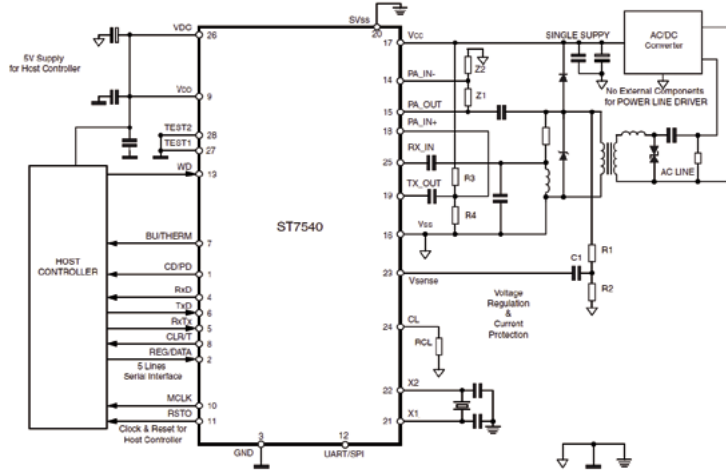 SVss
20
VDC
26
5V Supply
for Host Controller
VDD
9
TEST2
28
TEST1
27
WD
13
BU/THERM
7
HOST
CONTROLLER
CD/PD
1
RxD
4
TxD
6
RxTx
5
CLR/T
8
REG/DATA
2
5 Lines
Serial Interface
MCLK
10
RSTO
11
Clock & Reset for
Host Controller
GND
3
12
UART/SPI
ST7540
17
Vcc
SINGLE SUPPLY
AC/DC
Converter
Z2
14
PA_IN-
Z1
No External Components
for POWER LINE DRIVER
15
PA_OUT
13
PA_IN+
RX_IN
25
R3
AC LINE
TX_OUT
19
R4
Vss
16
R1
C1
23
Vsense
R2
Voltage
Regulation
&
Current
Protection
CL
24
RCL
X2
22
X1
21